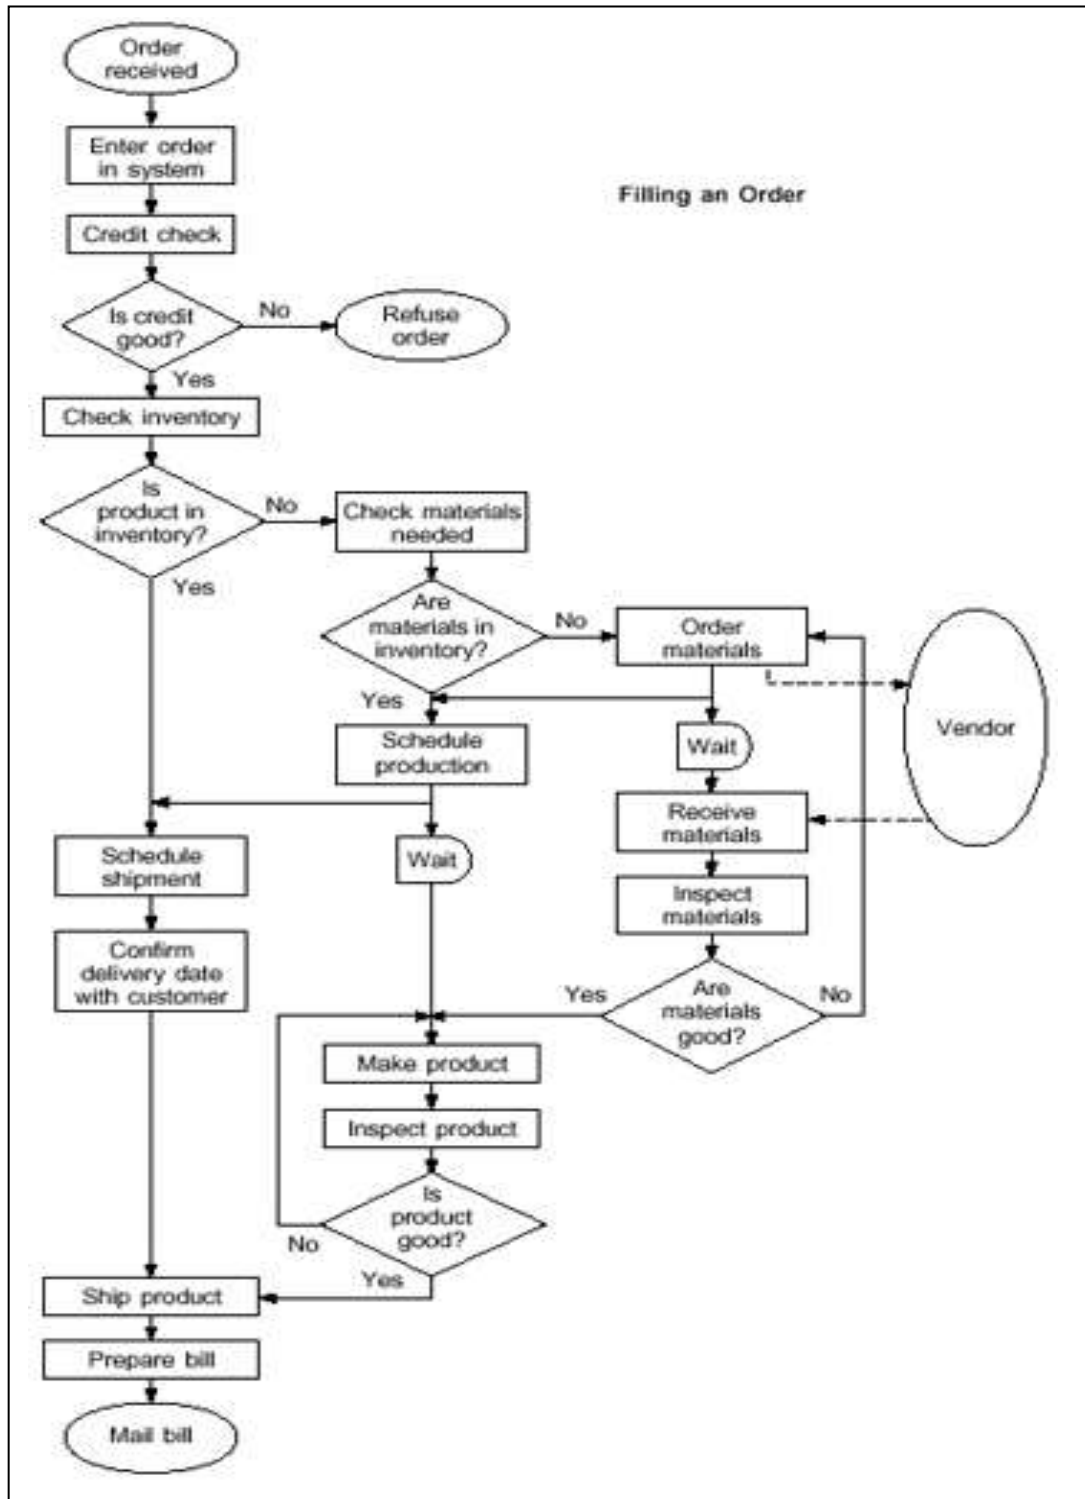 Order
received
Enter order
in system
Filling an Order
Credit check
Is credit
good?
No
Refuse
order
Yes
Check inventory
Is
product in
inventory?
No
Check materials
needed
Yes
Are
materials in
inventory?
No
Order
materials
Vendor
Yes
Schedule
production
Wait
Receive
materials
Schedule
shipment
Wait
Inspect
materials
Confirm
delivery date
with customer
Yes
Are
materials
good?
No
Make product
Inspect product
Is
product
good?
No
Yes
Ship product
Prepare bill
Mail bill